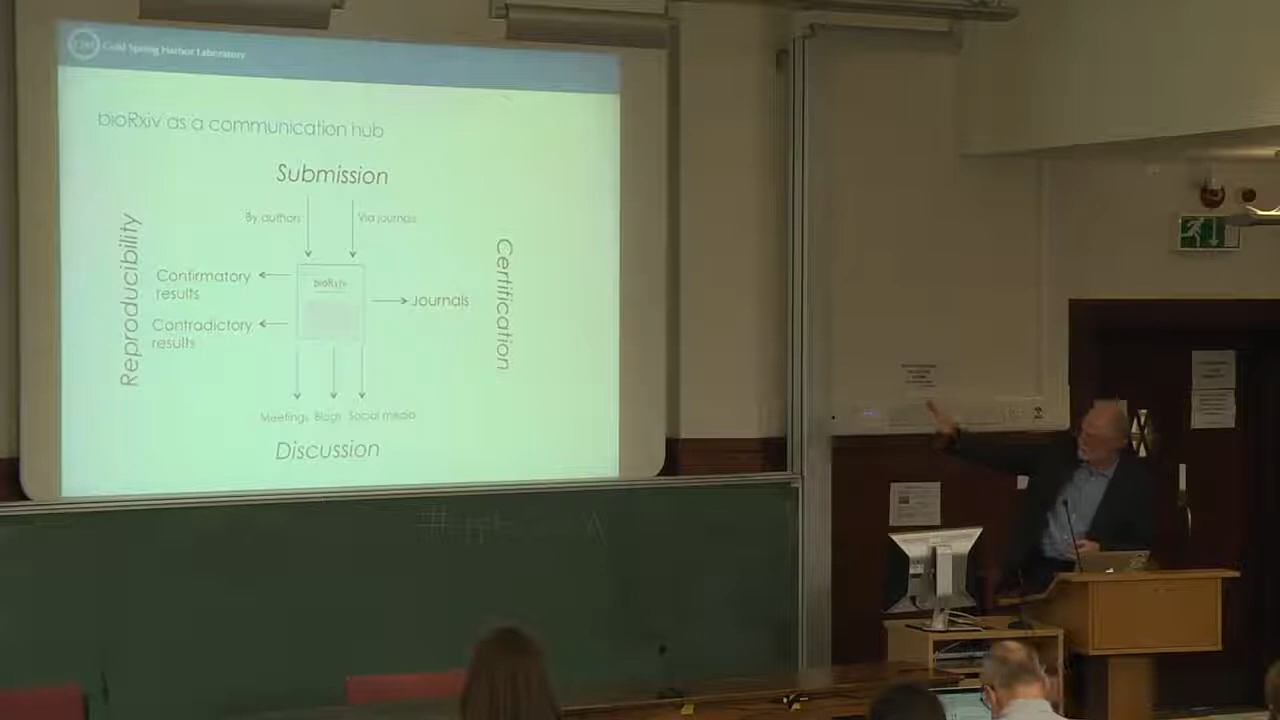 Cold Spring Harbor Laboratory
bioRxiv as a communication hub
Submission
By authors
Via journals
Reproducibility
Confirmatory
results
Contradictory
results
bioRxiv
Journals
Certification
Meetings Blogs Social media
Discussion